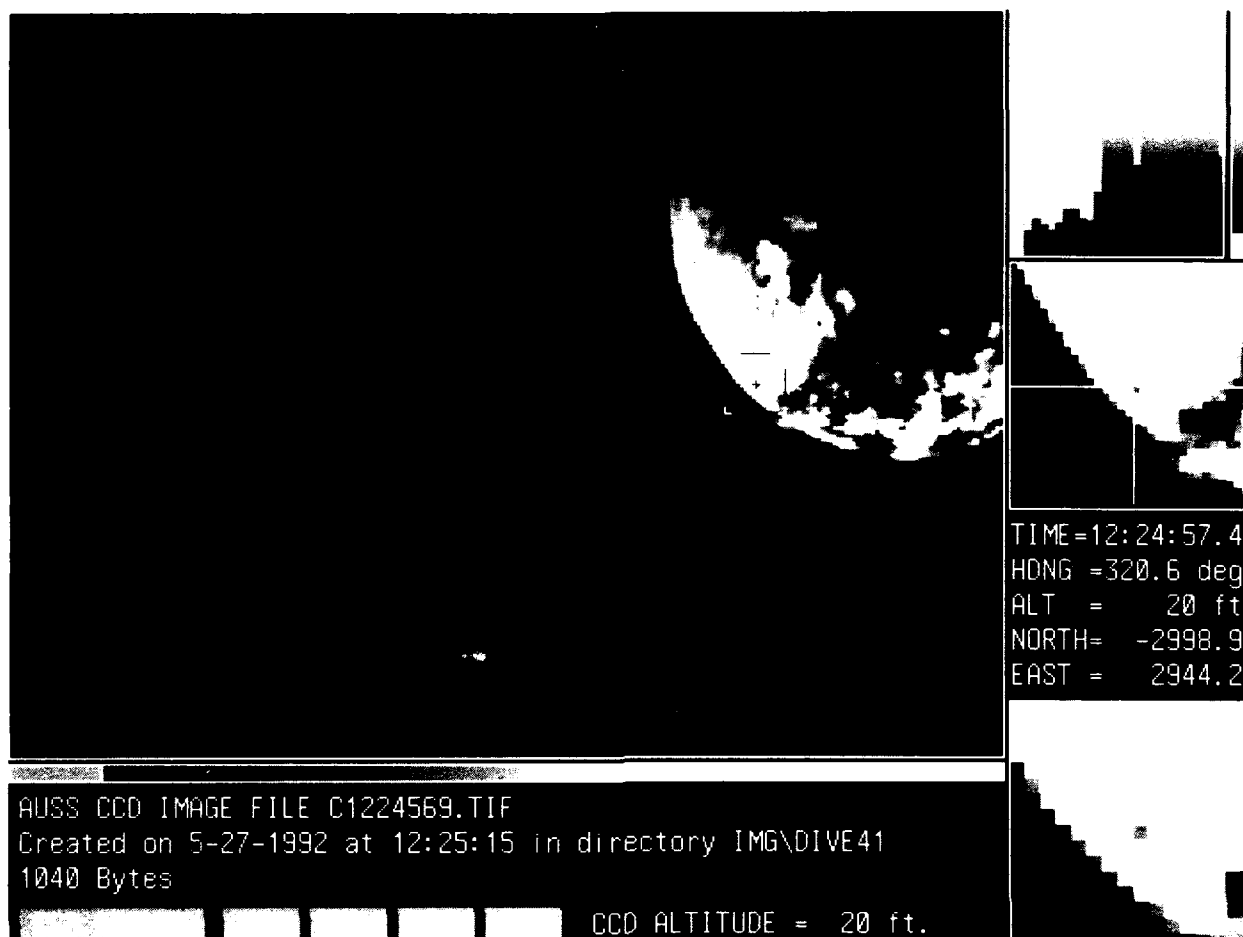 TIME=12:24:57.4
HDNG =320.6 deg
ALT = 20 ft
NORTH= -2998.9
EAST = 2944.2
AUSS CCD IMAGE FILE C1224569.TIF
Created on 5-27-1992 at 12:25:15 in directory IMG\DIVE41
1040 Bytes
CCD ALTITUDE = 20 ft.